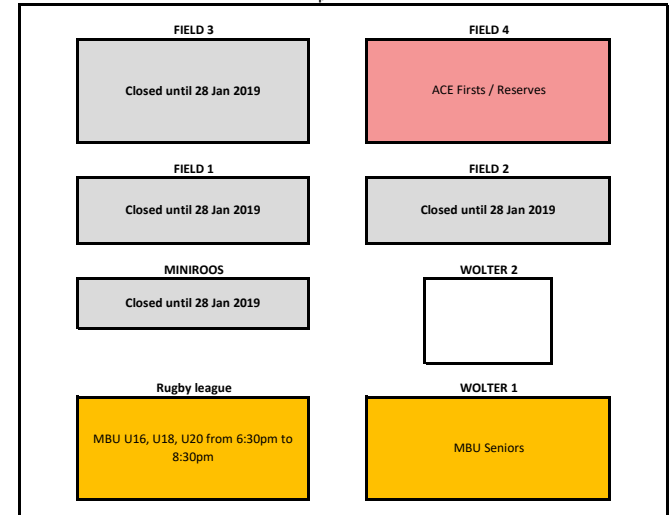 FIELD 3
FIELD 4
Closed until 28 Jan 2019
ACE Firsts / Reserves
FIELD 1
FIELD 2
Closed until 28 Jan 2019
Closed until 28 Jan 2019
MINIROOS
WOLTER 2
Closed until 28 Jan 2019
Rugby league
WOLTER 1
MBU U16, U18, U20 from 6:30pm to
8:30pm
MBU Seniors